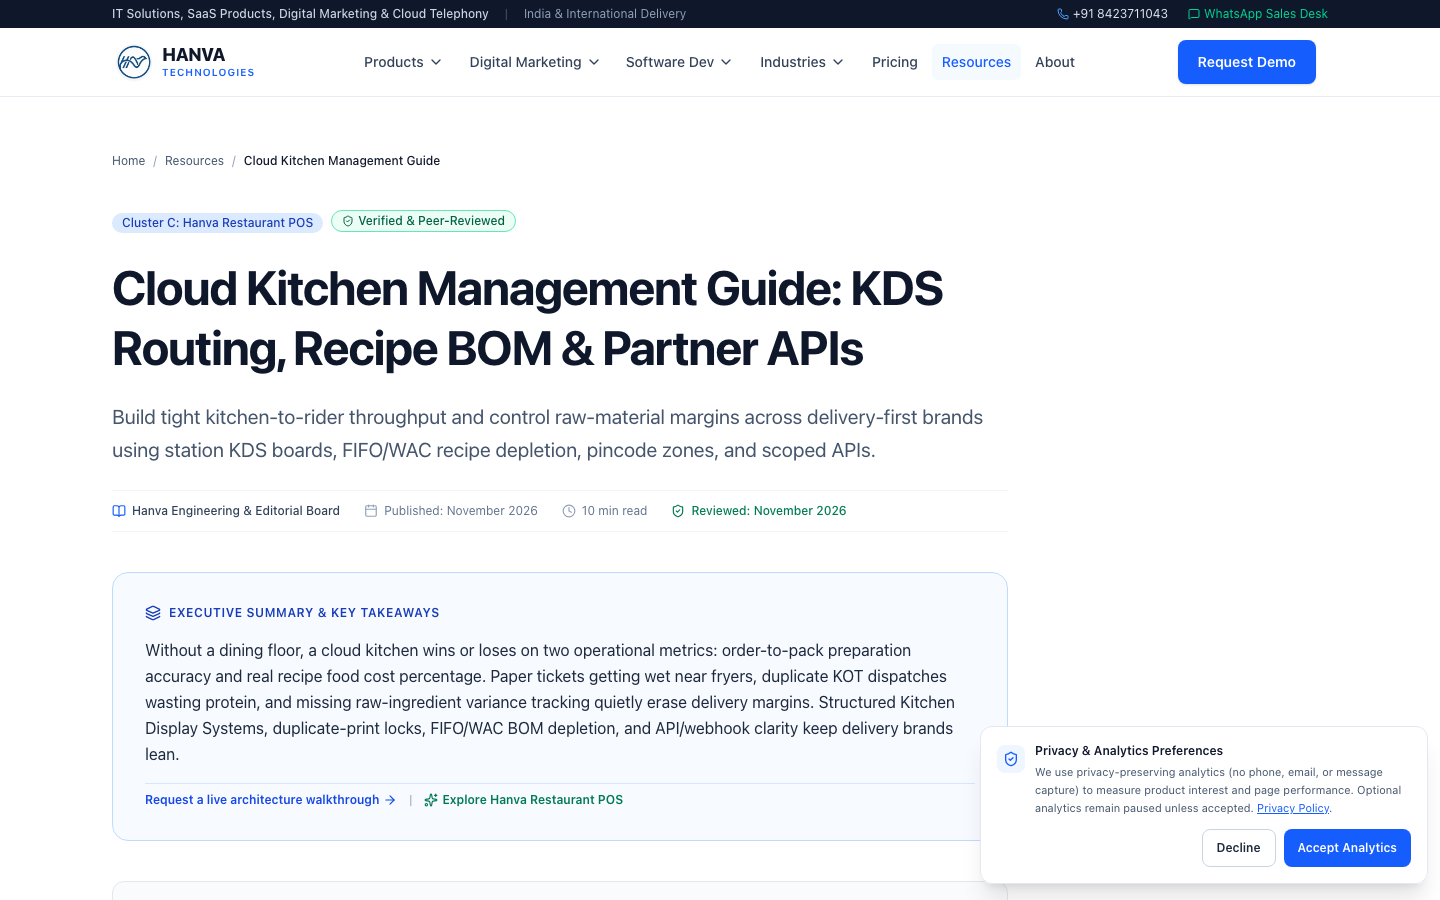 IT Solutions, SaaS Products, Digital Marketing & Cloud Telephony | India & International Delivery
+91 8423711043 WhatsApp Sales Desk
HANVA
TECHNOLOGIES
Products Digital Marketing Software Dev Industries Pricing Resources About
Request Demo
Home / Resources / Cloud Kitchen Management Guide
Cluster C: Hanva Restaurant POS Verified & Peer-Reviewed
Cloud Kitchen Management Guide: KDS
Routing, Recipe BOM & Partner APIs
Build tight kitchen-to-rider throughput and control raw-material margins across delivery-first brands
using station KDS boards, FIFO/WAC recipe depletion, pincode zones, and scoped APIs.
Hanva Engineering & Editorial Board Published: November 2026 10 min read Reviewed: November 2026
EXECUTIVE SUMMARY & KEY TAKEAWAYS
Without a dining floor, a cloud kitchen wins or loses on two operational metrics: order-to-pack preparation
accuracy and real recipe food cost percentage. Paper tickets getting wet near fryers, duplicate KOT dispatches
wasting protein, and missing raw-ingredient variance tracking quietly erase delivery margins. Structured Kitchen
Display Systems, duplicate-print locks, FIFO/WAC BOM depletion, and API/webhook clarity keep delivery brands
lean.
Request a live architecture walkthrough → | Explore Hanva Restaurant POS
Privacy & Analytics Preferences
We use privacy-preserving analytics (no phone, email, or message
capture) to measure product interest and page performance. Optional
analytics remain paused unless accepted. Privacy Policy.
Decline Accept Analytics